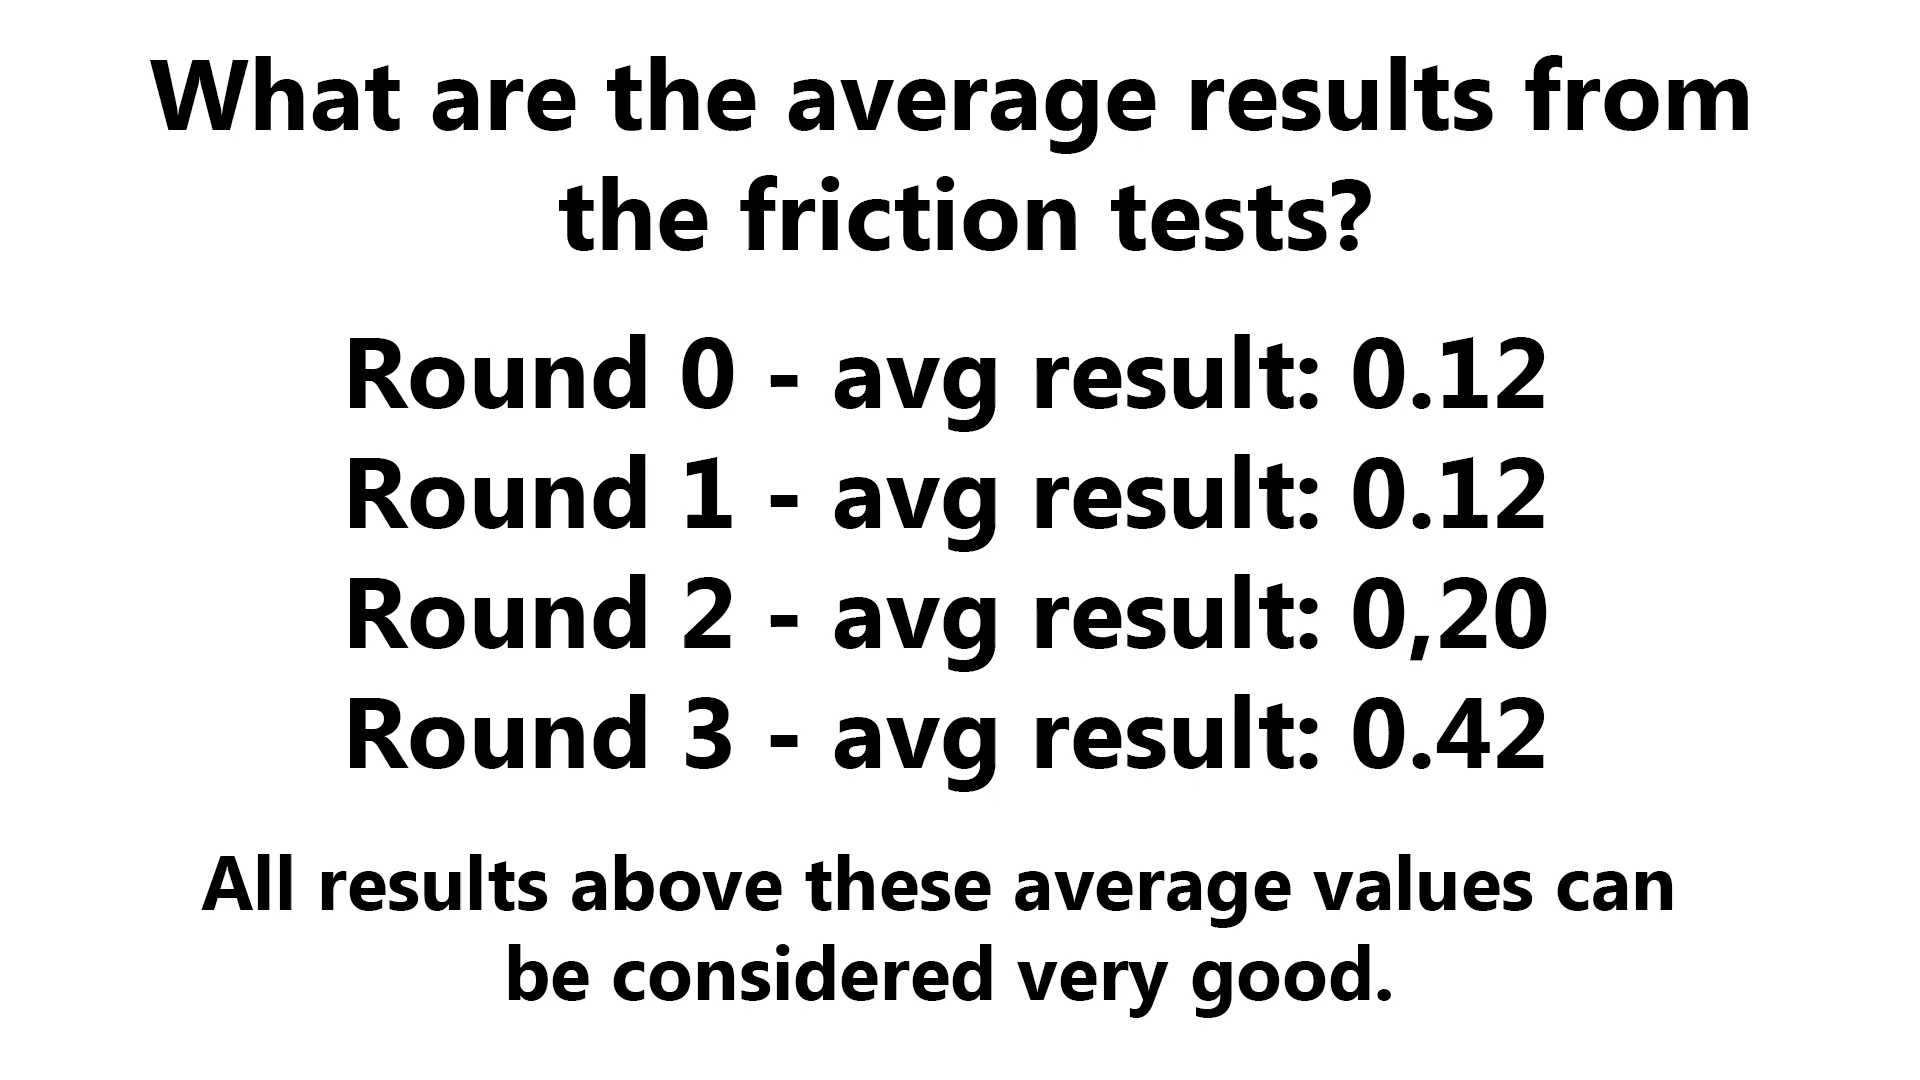 What are the average results from
the friction tests?
Round 0 - avg result: 0.12
Round 1 - avg result: 0.12
Round 2 - avg result: 0,20
Round 3 - avg result: 0.42
All results above these average values can
be considered very good.